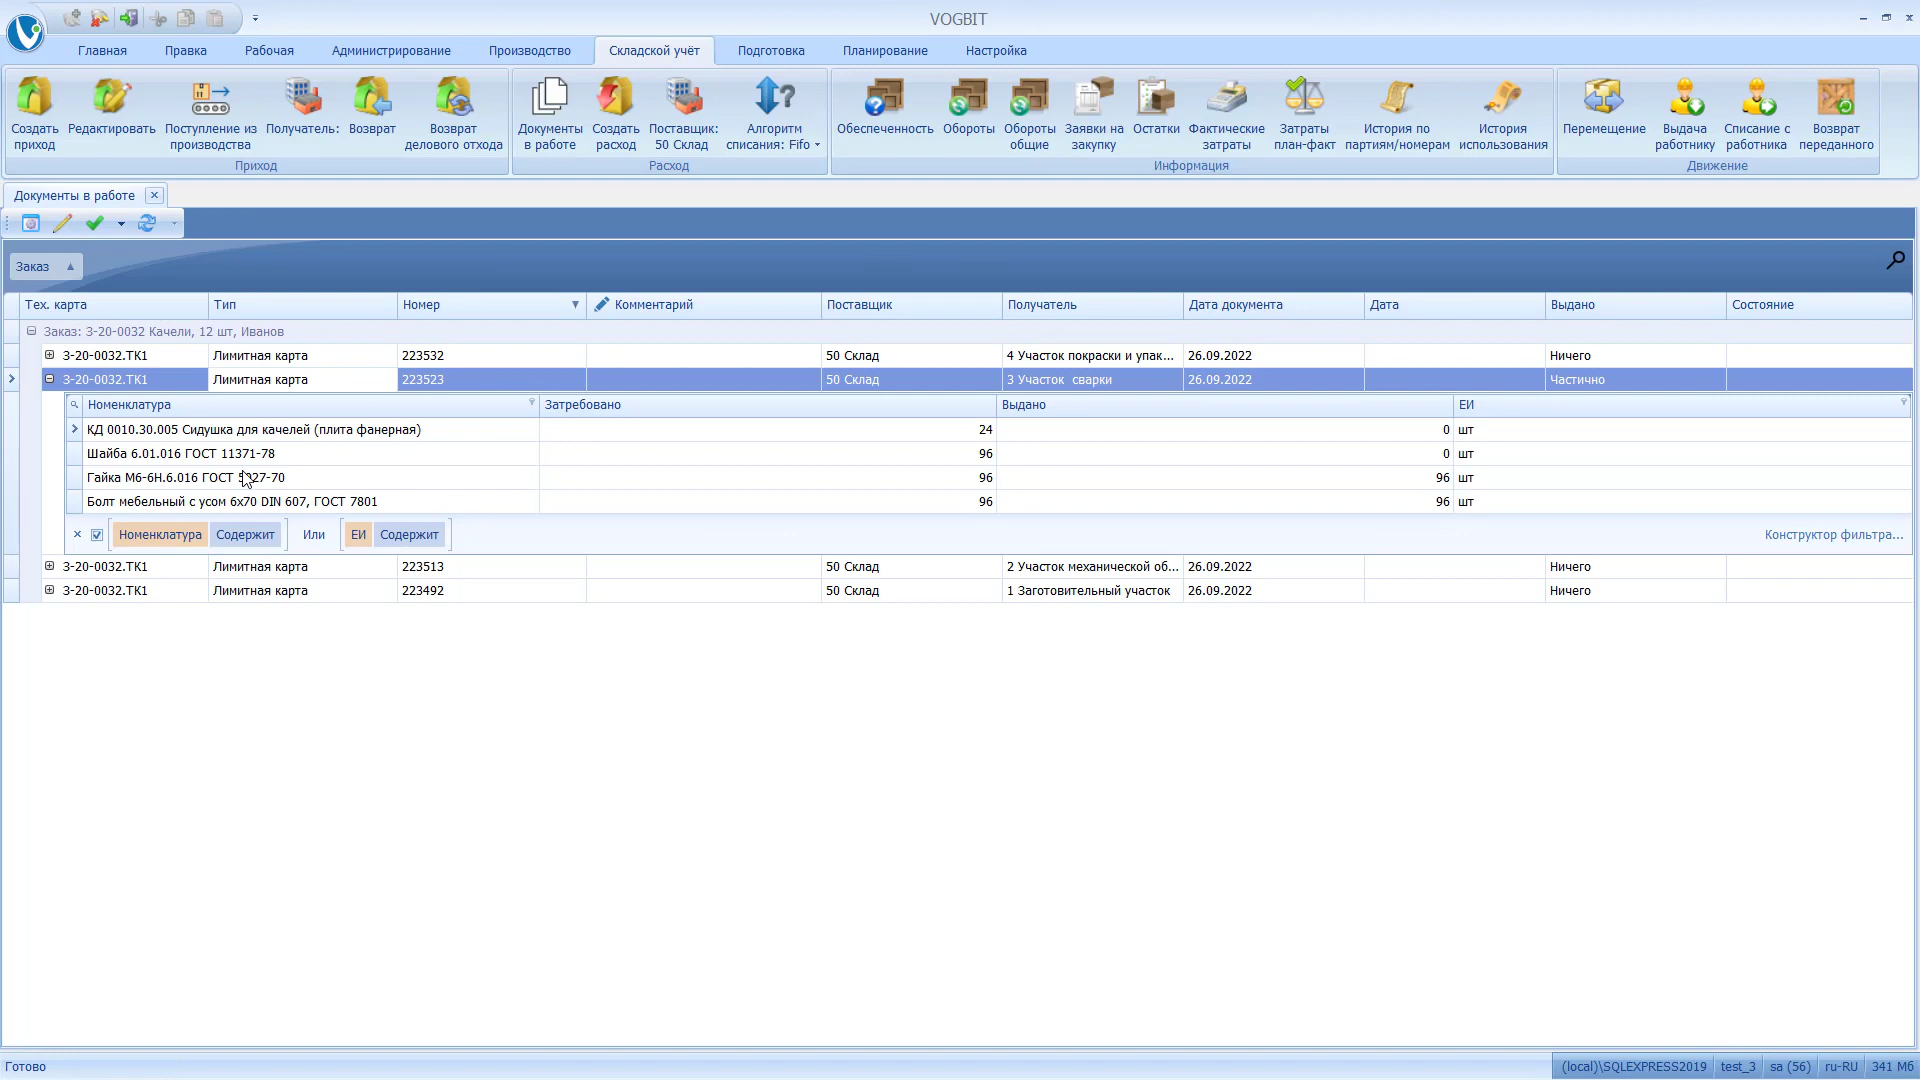 VOGBIT
Главная Правка Рабочая Администрирование Производство Складской учёт Подготовка Планирование Настройка
Создать приход
Редактировать
Поступление из производства
Получатель:
Возврат
Возврат делового отхода
Документы в работе
Создать расход
Поставщик: 50 Склад
Алгоритм списания: Fifo
Обеспеченность
Обороты
Обороты общие
Заявки на закупку
Остатки
Фактические затраты
Затраты план-факт
История по партиям/номерам
История использования
Перемещение
Выдача работнику
Списание с работника
Возврат переданного
Приход Расход Информация Движение
Документы в работе
Заказ
Тех. карта Тип Номер Комментарий Поставщик Получатель Дата документа Дата Выдано Состояние
Заказ: З-20-0032 Качели, 12 шт, Иванов
З-20-0032.ТК1 Лимитная карта 223532 50 Склад 4 Участок покраски и упак... 26.09.2022 Ничего
З-20-0032.ТК1 Лимитная карта 223523 50 Склад 3 Участок сварки 26.09.2022 Частично
Номенклатура Затребовано Выдано ЕИ
КД 0010.30.005 Сидушка для качелей (плита фанерная) 24 0 шт
Шайба 6.01.016 ГОСТ 11371-78 96 0 шт
Гайка М6-6Н.6.016 ГОСТ 96 96 шт
Болт мебельный с усом 6х70 DIN 607, ГОСТ 7801 96 96 шт
Номенклатура Содержит Или ЕИ Содержит Конструктор фильтра...
З-20-0032.ТК1 Лимитная карта 223513 50 Склад 2 Участок механической об... 26.09.2022 Ничего
З-20-0032.ТК1 Лимитная карта 223492 50 Склад 1 Заготовительный участок 26.09.2022 Ничего
Готово (local)\SQLEXPRESS2019 test_3 sa (56) ru-RU 341 Мб